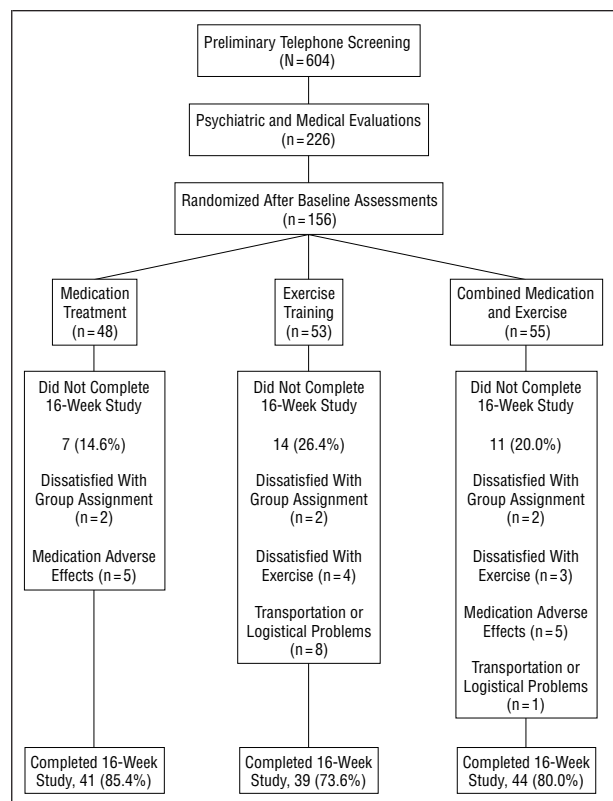 Preliminary Telephone Screening
(N=604)
Psychiatric and Medical Evaluations
(n=226)
Randomized After Baseline Assessments
(n=156)
Medication
Treatment
(n=48)
Did Not Complete
16-Week Study
7 (14.6%)
Dissatisfied With
Group Assignment
(n=2)
Medication Adverse
Effects (n=5)
Completed 16-Week
Study, 41 (85.4%)
Exercise
Training
(n=53)
Did Not Complete
16-Week Study
14 (26.4%)
Dissatisfied With
Group Assignment
(n=2)
Dissatisfied With
Exercise (n=4)
Transportation or
Logistical Problems
(n=8)
Completed 16-Week
Study, 39 (73.6%)
Combined Medication
and Exercise
(n=55)
Did Not Complete
16-Week Study
11 (20.0%)
Dissatisfied With
Group Assignment
(n=2)
Dissatisfied With
Exercise (n=3)
Medication Adverse
Effects (n=5)
Transportation or
Logistical Problems
(n=1)
Completed 16-Week
Study, 44 (80.0%)